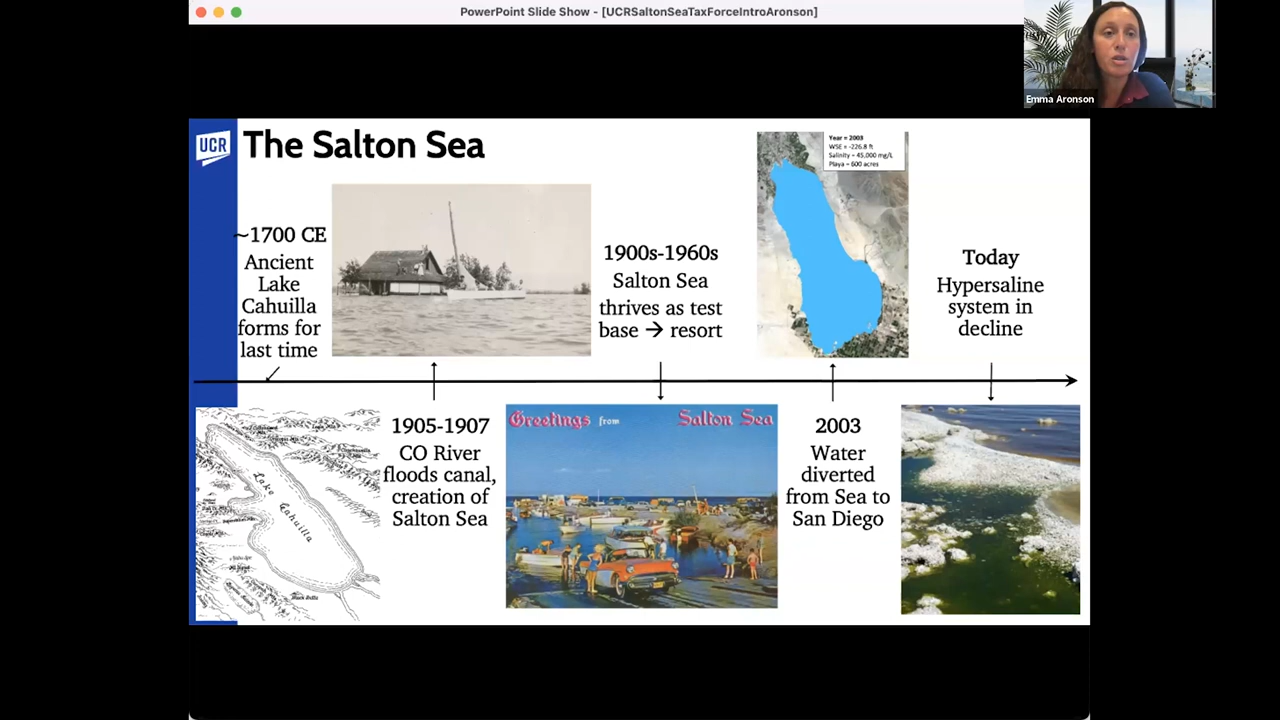 PowerPoint Slide Show - [UCRSaltonSeaTaxForceIntroAronson]
Emma Aronson
UCR
The Salton Sea
~1700 CE
Ancient
Lake
Cahuilla
forms for
last time
1905-1907
CO River
floods canal,
creation of
Salton Sea
1900s-1960s
Salton Sea
thrives as test
base → resort
Greetings from Salton Sea
Year = 2003
WSE = -226.8 ft
Salinity = 45,000 mg/L
Playa = 600 acres
2003
Water
diverted
from Sea to
San Diego
Today
Hypersaline
system in
decline
Lake Cahuilla